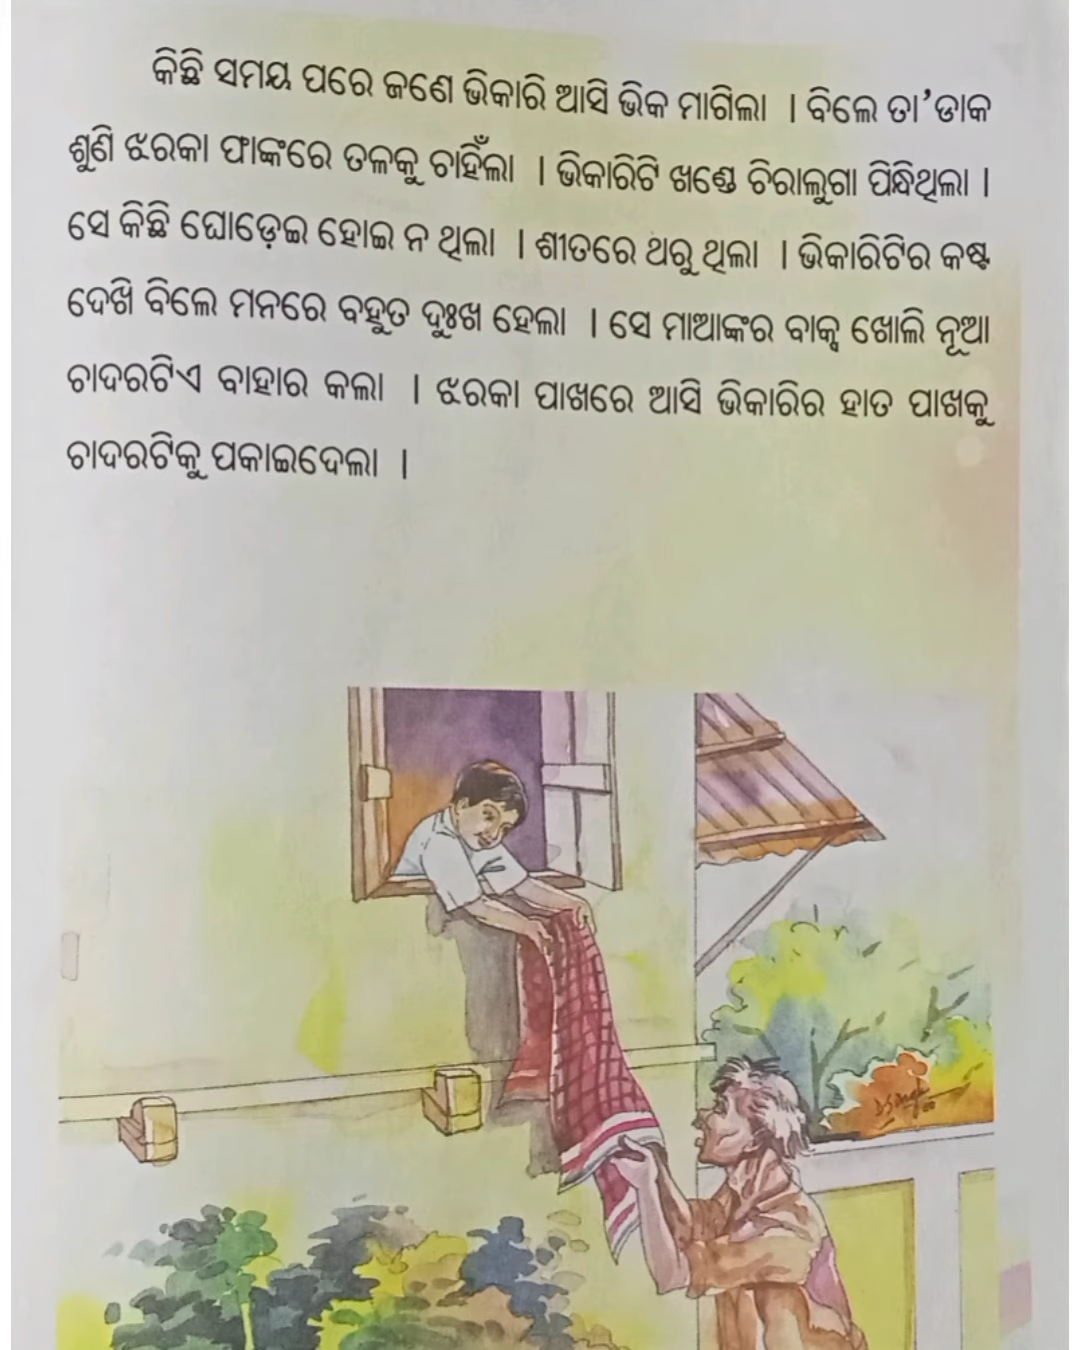 କିଛି ସମୟ ପରେ ଜଣେ ଭିକାରି ଆସି ଭିକ ମାଗିଲା । ବିଲେ ତା’ଡାକ
ଶୁଣି ଝରକା ଫାଙ୍କରେ ତଳକୁ ଚାହିଁଲା । ଭିକାରିଟି ଖଣ୍ଡେ ଚିରାଲୁଗା ପିନ୍ଧିଥିଲା ।
ସେ କିଛି ଘୋଡ଼େଇ ହୋଇ ନ ଥିଲା । ଶୀତରେ ଥରୁ ଥିଲା । ଭିକାରିଟିର କଷ୍ଟ
ଦେଖି ବିଲେ ମନରେ ବହୁତ ଦୁଃଖ ହେଲା । ସେ ମାଆଙ୍କର ବାକ୍ସ ଖୋଲି ନୂଆ
ଚାଦରଟିଏ ବାହାର କଲା । ଝରକା ପାଖରେ ଆସି ଭିକାରିର ହାତ ପାଖକୁ
ଚାଦରଟିକୁ ପକାଇଦେଲା ।